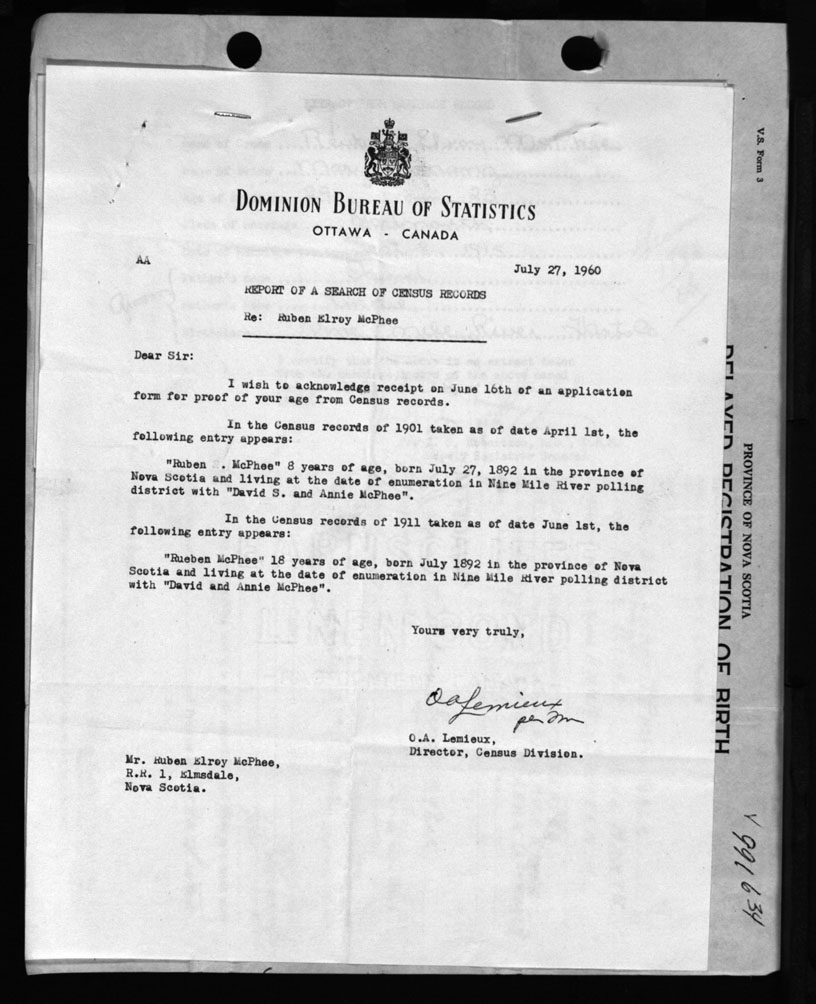 DOMINION BUREAU OF STATISTICS
OTTAWA - CANADA
AA
July 27, 1960
REPORT OF A SEARCH OF CENSUS RECORDS
Re: Ruben Elroy McPhee
Dear Sir:
I wish to acknowledge receipt on June 16th of an application
form for proof of your age from Census records.
In the Census records of 1901 taken as of date April 1st, the
following entry appears:
"Ruben . McPhee" 8 years of age, born July 27, 1892 in the province of
Nova Scotia and living at the date of enumeration in Nine Mile River polling
district with "David S. and Annie McPhee".
In the Census records of 1911 taken as of date June 1st, the
following entry appears:
"Rueben McPhee" 18 years of age, born July 1892 in the province of Nova
Scotia and living at the date of enumeration in Nine Mile River polling district
with "David and Annie McPhee".
Yours very truly,
OALemieux
per
O.A. Lemieux,
Director, Census Division.
Mr. Ruben Elroy McPhee,
R.R. 1, Elmsdale,
Nova Scotia.
V.S. Form 3
PROVINCE OF NOVA SCOTIA
DELAYED REGISTRATION OF BIRTH
Y 991634